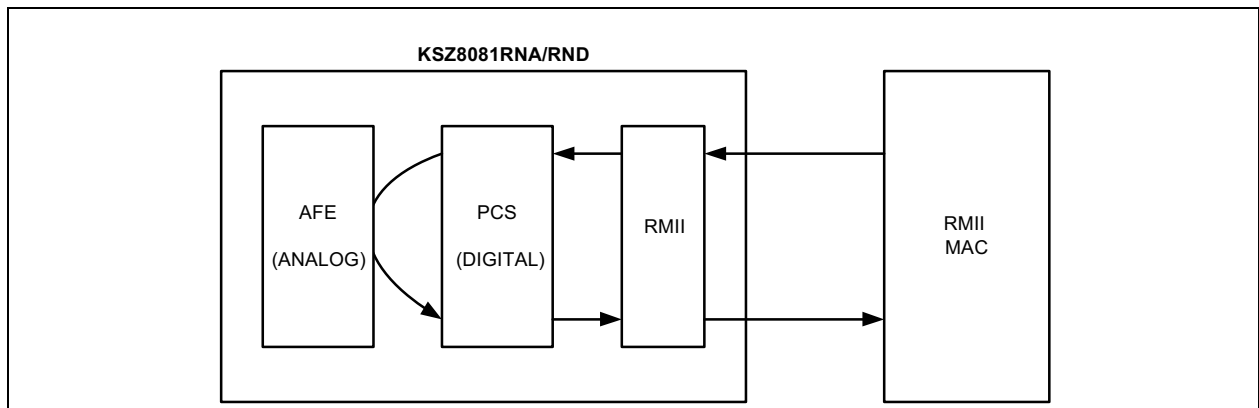 KSZ8081RNA/RND
AFE
(ANALOG)
PCS
(DIGITAL)
RMII
RMII
MAC